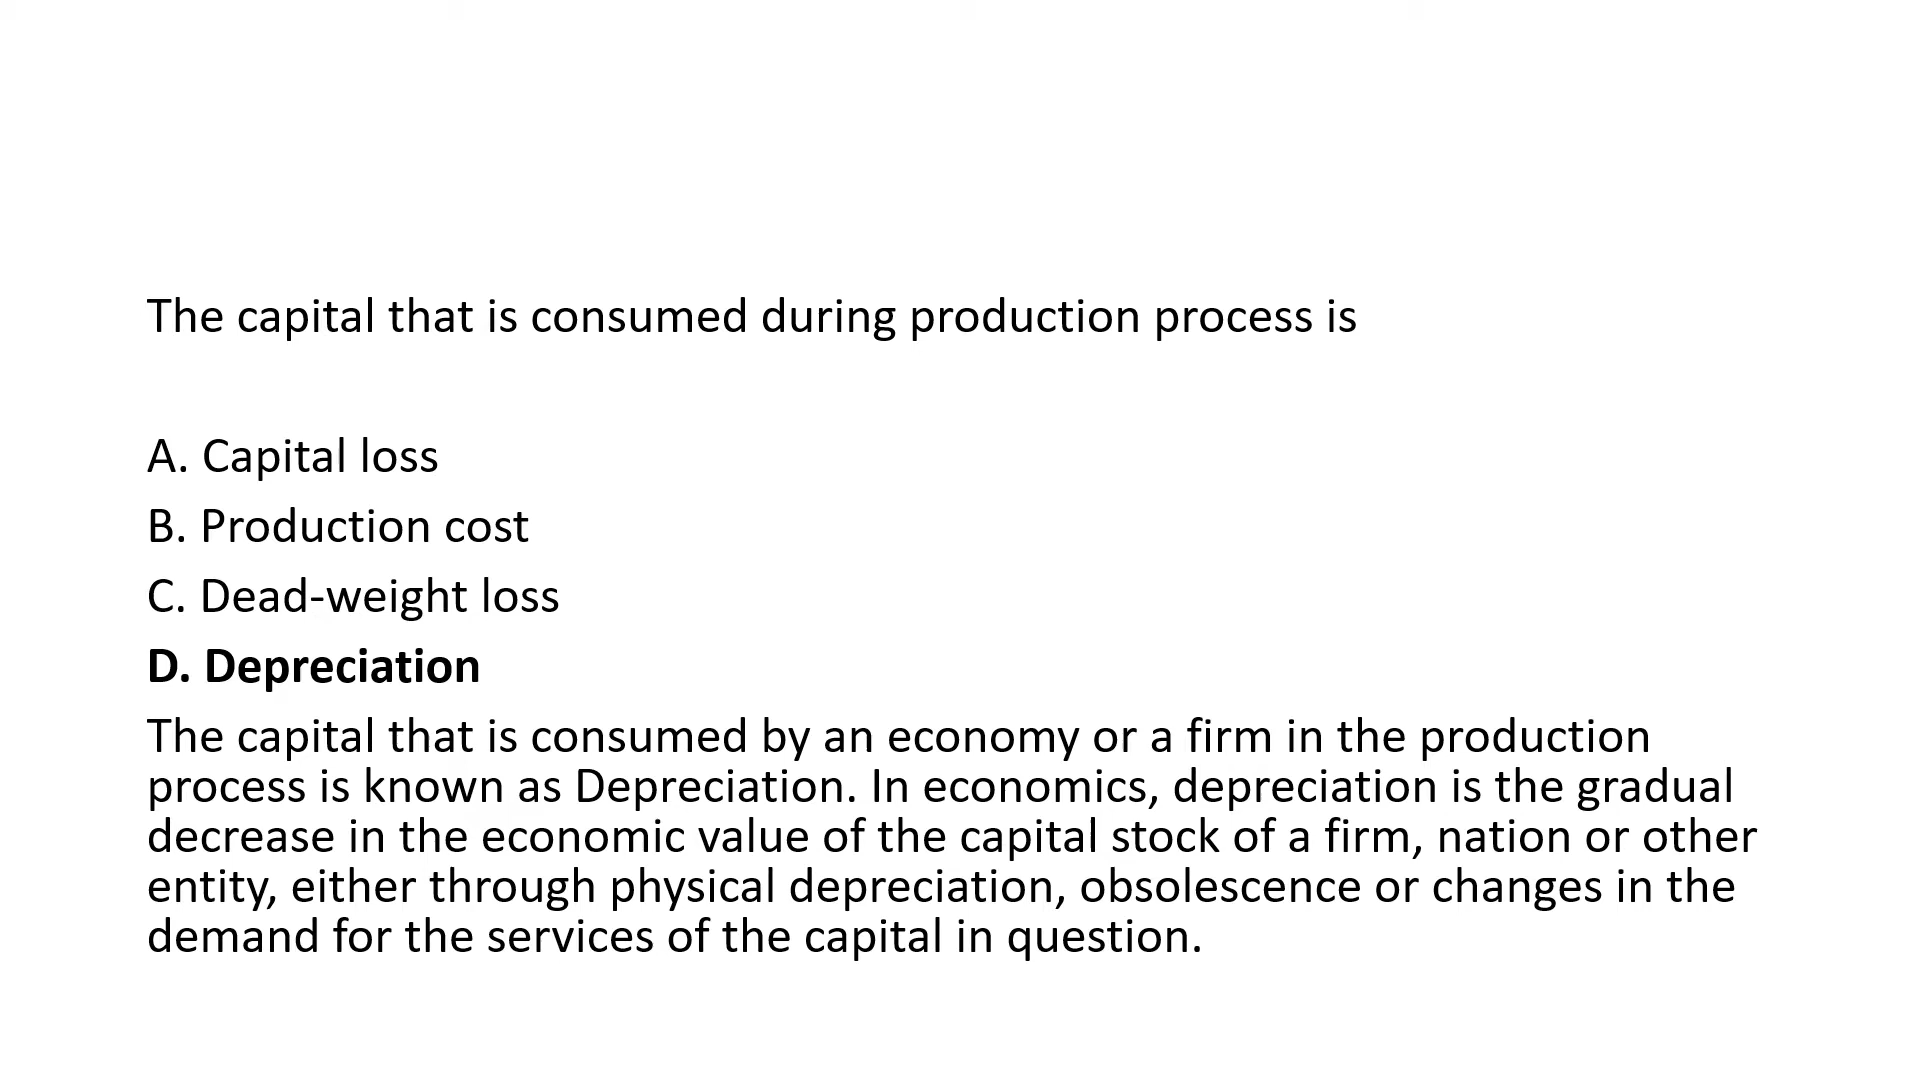 The capital that is consumed during production process is
A. Capital loss
B. Production cost
C. Dead-weight loss
D. Depreciation
The capital that is consumed by an economy or a firm in the production
process is known as Depreciation. In economics, depreciation is the gradual
decrease in the economic value of the capital stock of a firm, nation or other
entity, either through physical depreciation, obsolescence or changes in the
demand for the services of the capital in question.